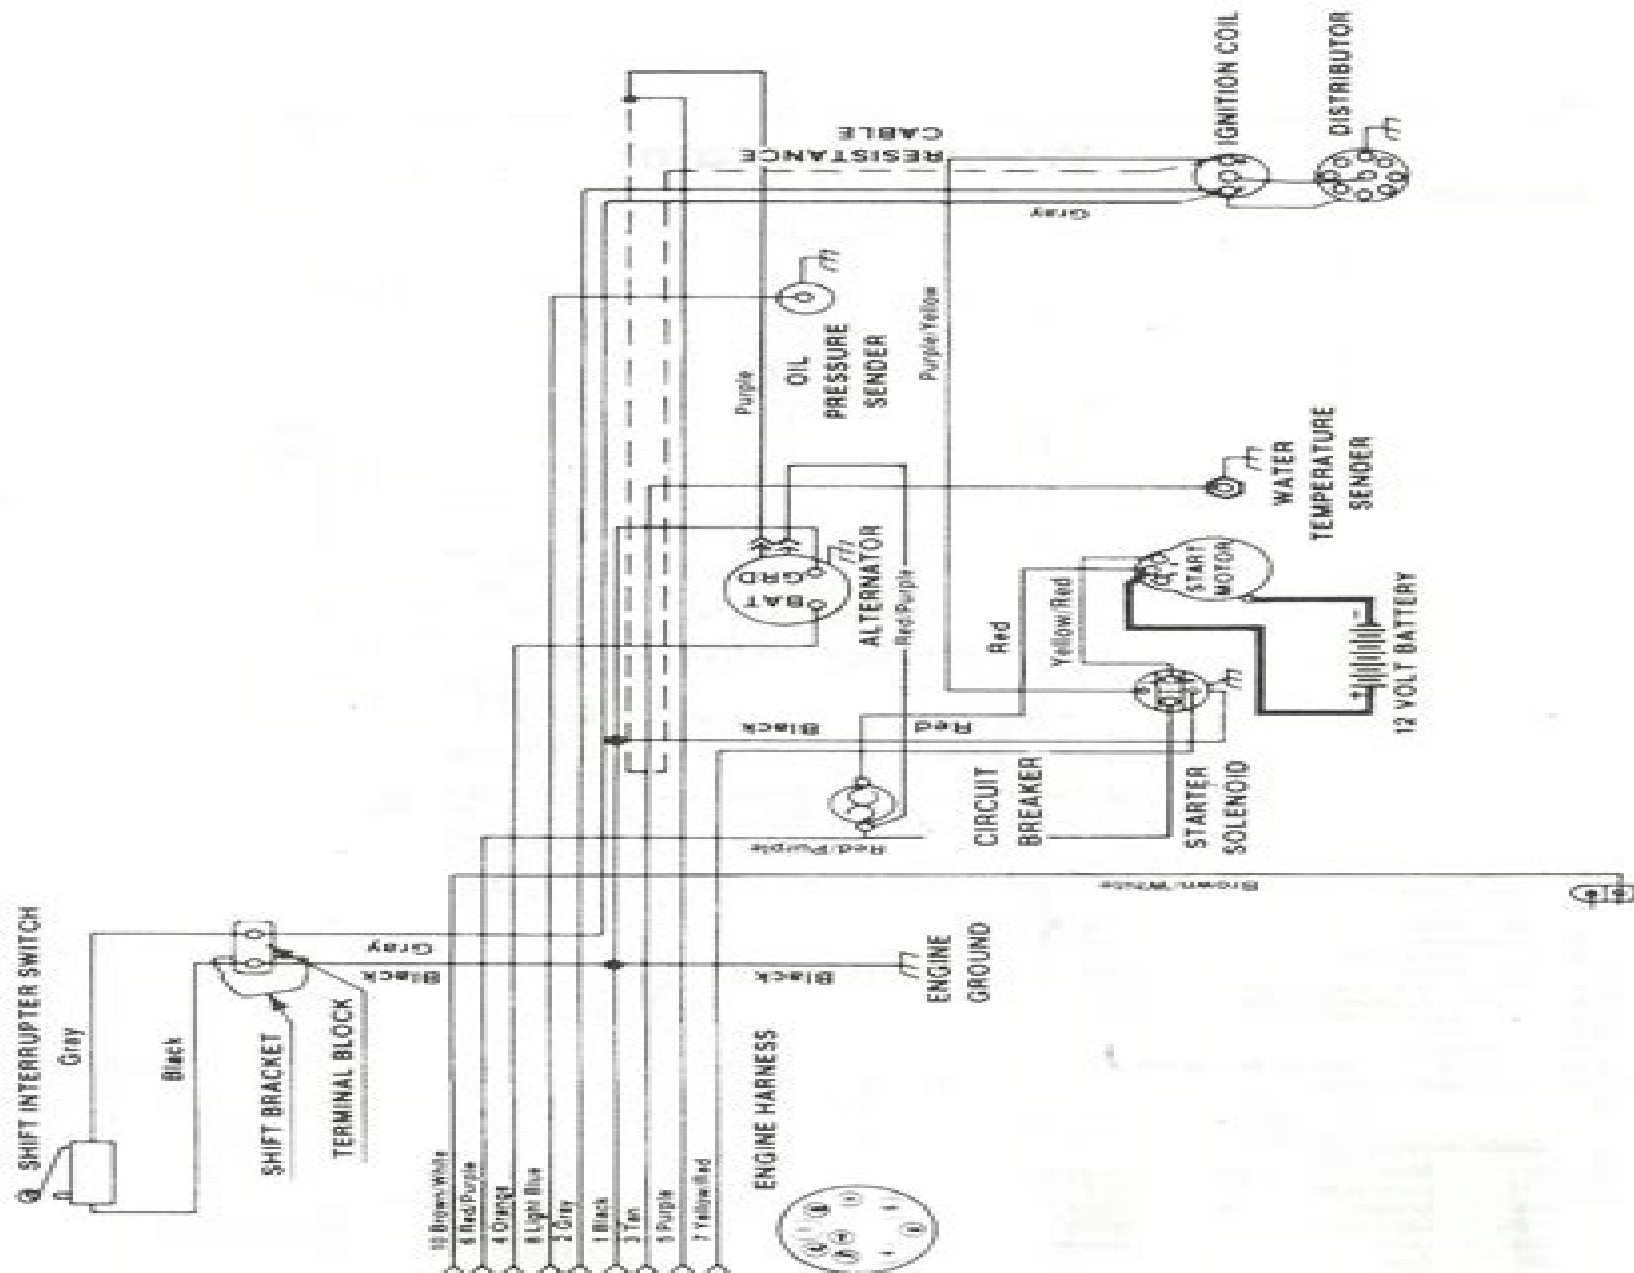 SHIFT INTERRUPTER SWITCH
Gray
Black
SHIFT BRACKET
TERMINAL BLOCK
Gray
Black
10 Brown/White
6 Red/Purple
4 Orange
8 Light Blue
2 Gray
1 Black
3 Tan
5 Purple
7 Yellow/Red
ENGINE HARNESS
Black
ENGINE
GROUND
Brown/White
Red/Purple
CIRCUIT
BREAKER
STARTER
SOLENOID
Black
Red
Red/Purple
BAT
GRD
ALTERNATOR
Red
Yellow/Red
START
MOTOR
12 VOLT BATTERY
+
-
WATER
TEMPERATURE
SENDER
Purple
OIL
PRESSURE
SENDER
Purple/Yellow
Gray
RESISTANCE
CABLE
IGNITION COIL
DISTRIBUTOR